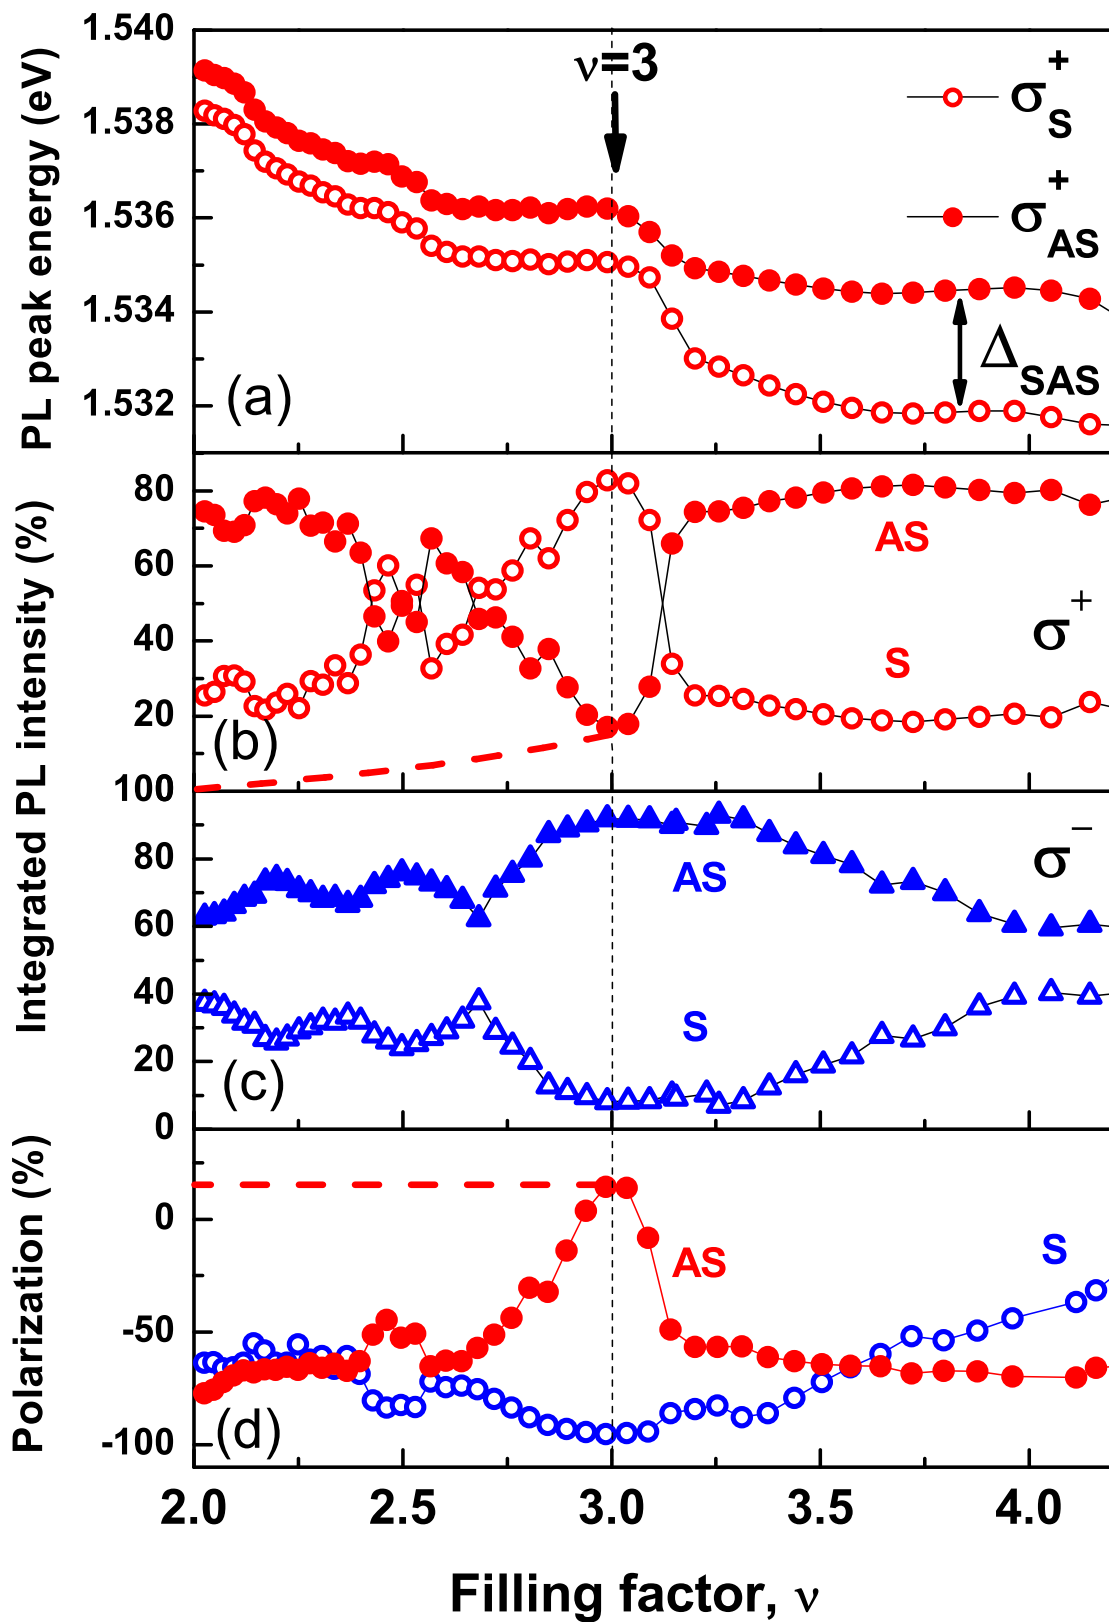 PL peak energy (eV)
1.540
1.538
1.536
1.534
1.532
ν=3
σ+S
σ+AS
ΔSAS
(a)
Integrated PL intensity (%)
80
60
40
20
100
AS
S
σ+
(b)
80
60
40
20
0
AS
S
σ−
(c)
Polarization (%)
0
-50
-100
AS
S
(d)
2.0 2.5 3.0 3.5 4.0
Filling factor, ν